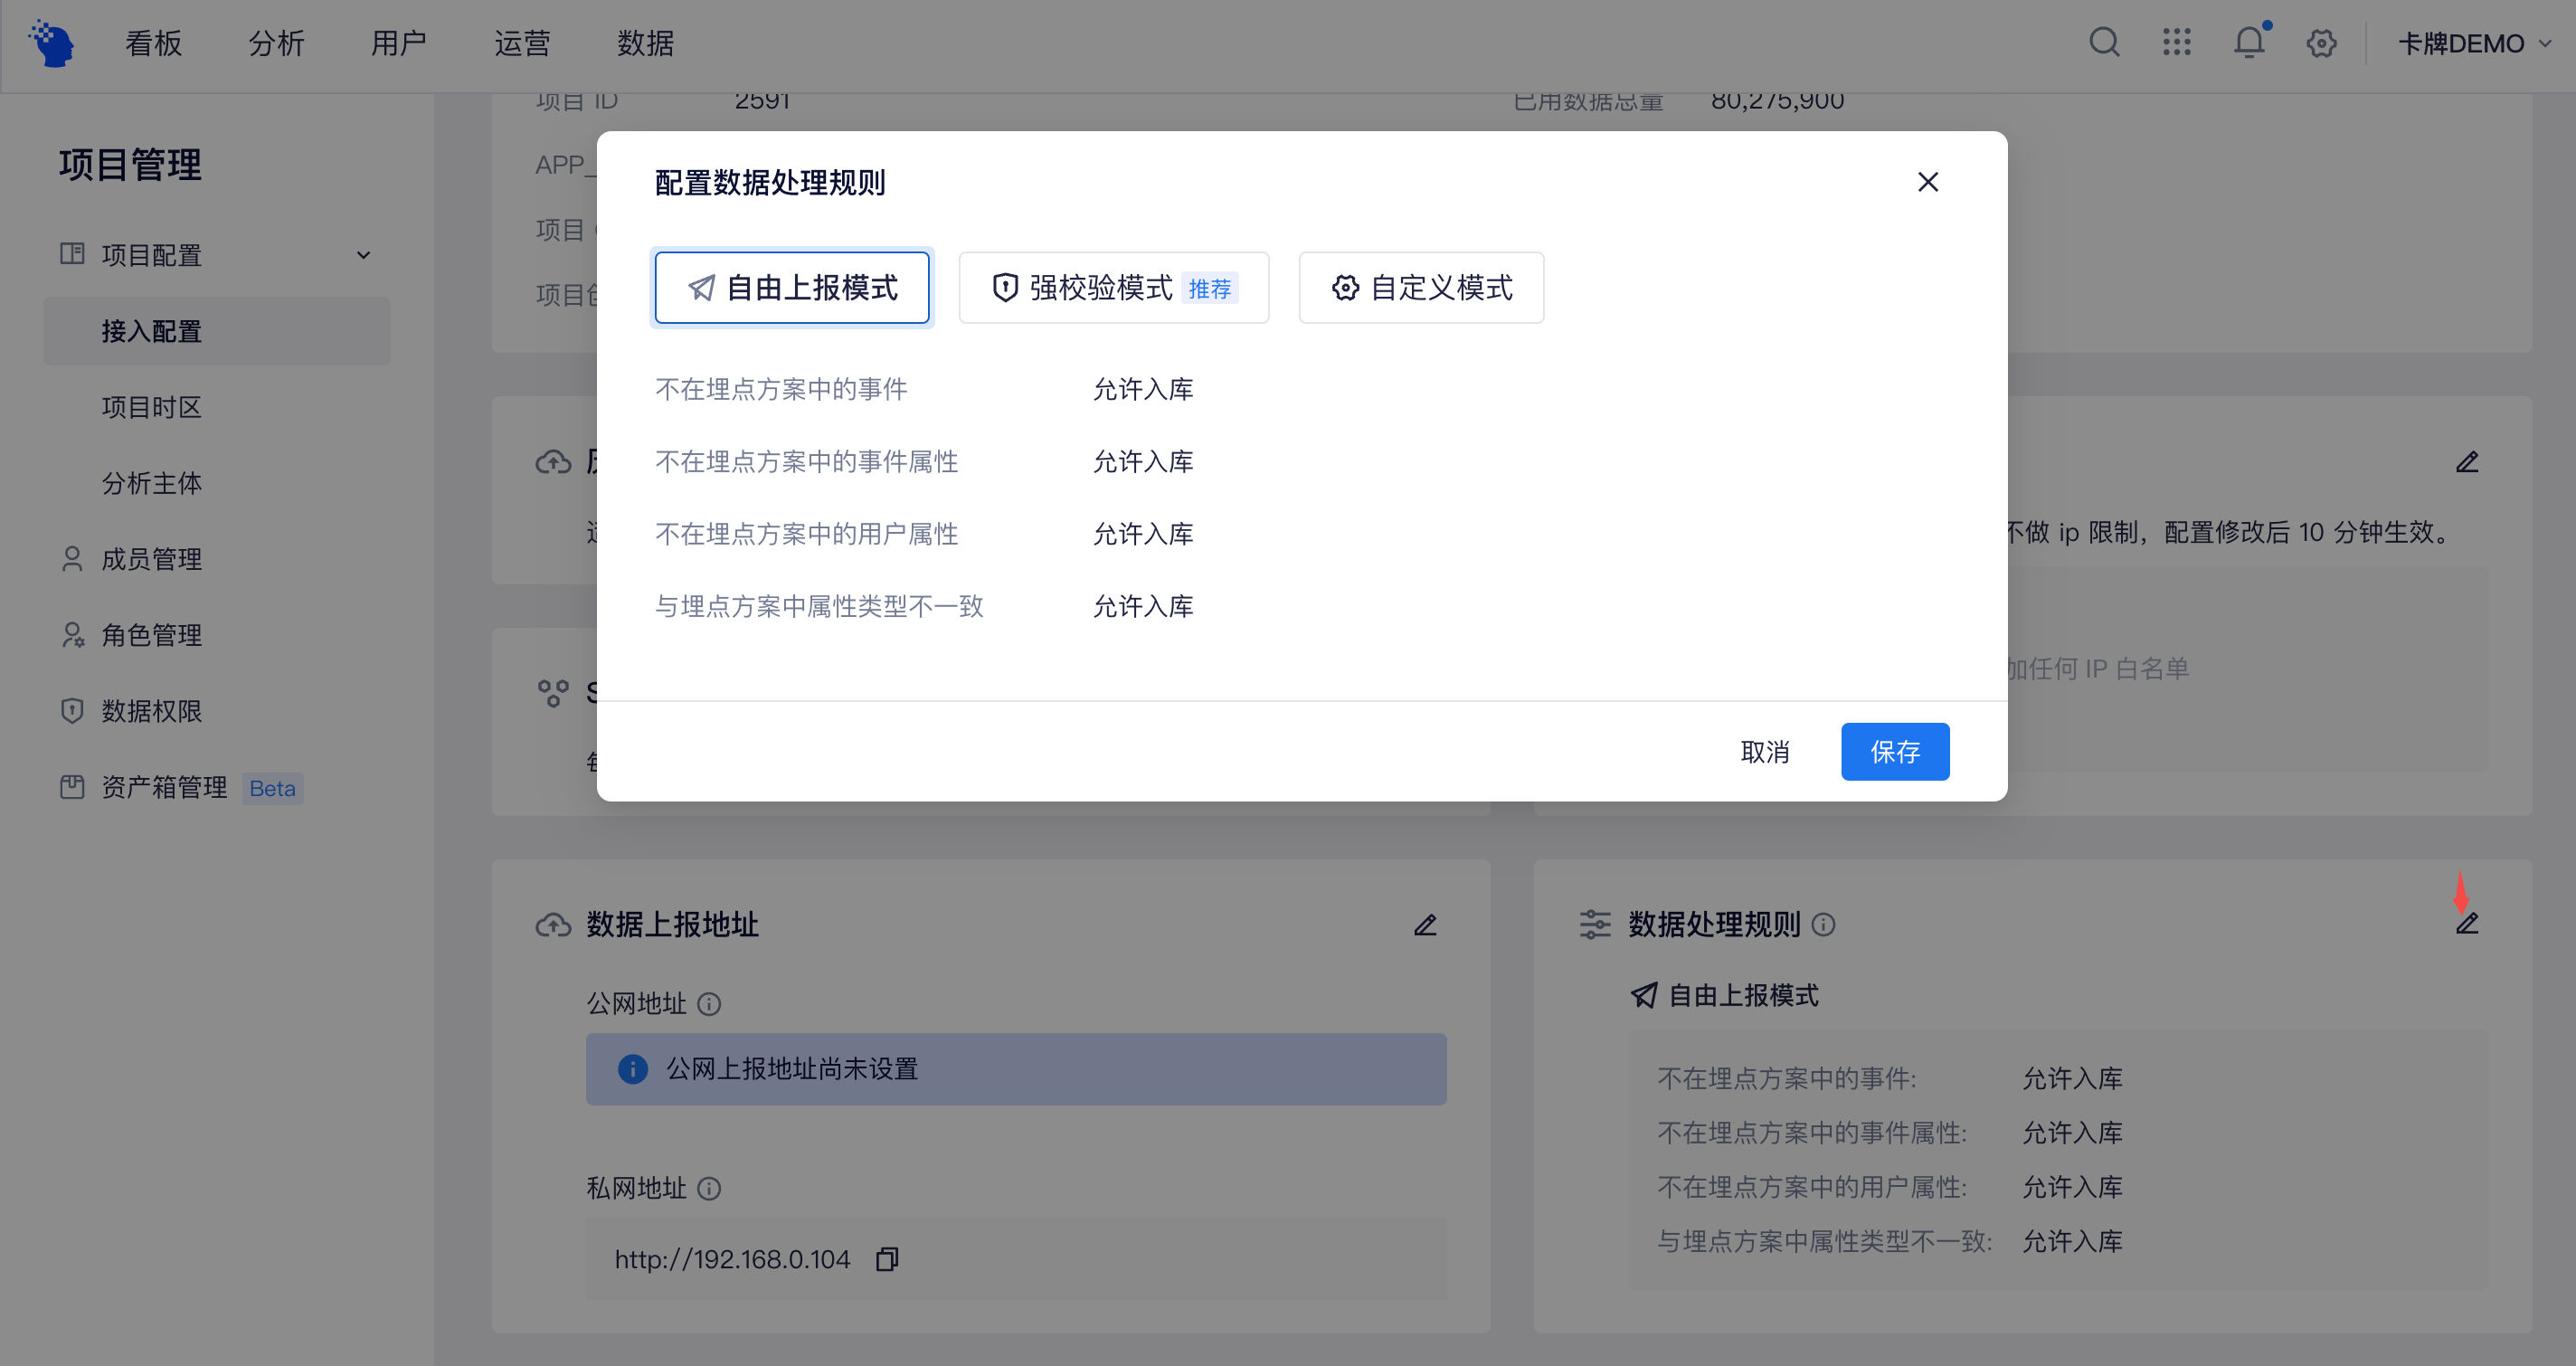 看板 分析 用户 运营 数据 卡牌DEMO
项目管理
项目配置
接入配置
项目时区
分析主体
成员管理
角色管理
数据权限
资产箱管理 Beta
项目 ID 2591 已用数据总量 80,275,900
APP_
项目
项目
配置数据处理规则
自由上报模式 强校验模式 推荐 自定义模式
不在埋点方案中的事件 允许入库
不在埋点方案中的事件属性 允许入库
不在埋点方案中的用户属性 允许入库
与埋点方案中属性类型不一致 允许入库
取消 保存
不做 ip 限制，配置修改后 10 分钟生效。
加任何 IP 白名单
数据上报地址
公网地址
公网上报地址尚未设置
私网地址
http://192.168.0.104
数据处理规则
自由上报模式
不在埋点方案中的事件: 允许入库
不在埋点方案中的事件属性: 允许入库
不在埋点方案中的用户属性: 允许入库
与埋点方案中属性类型不一致: 允许入库